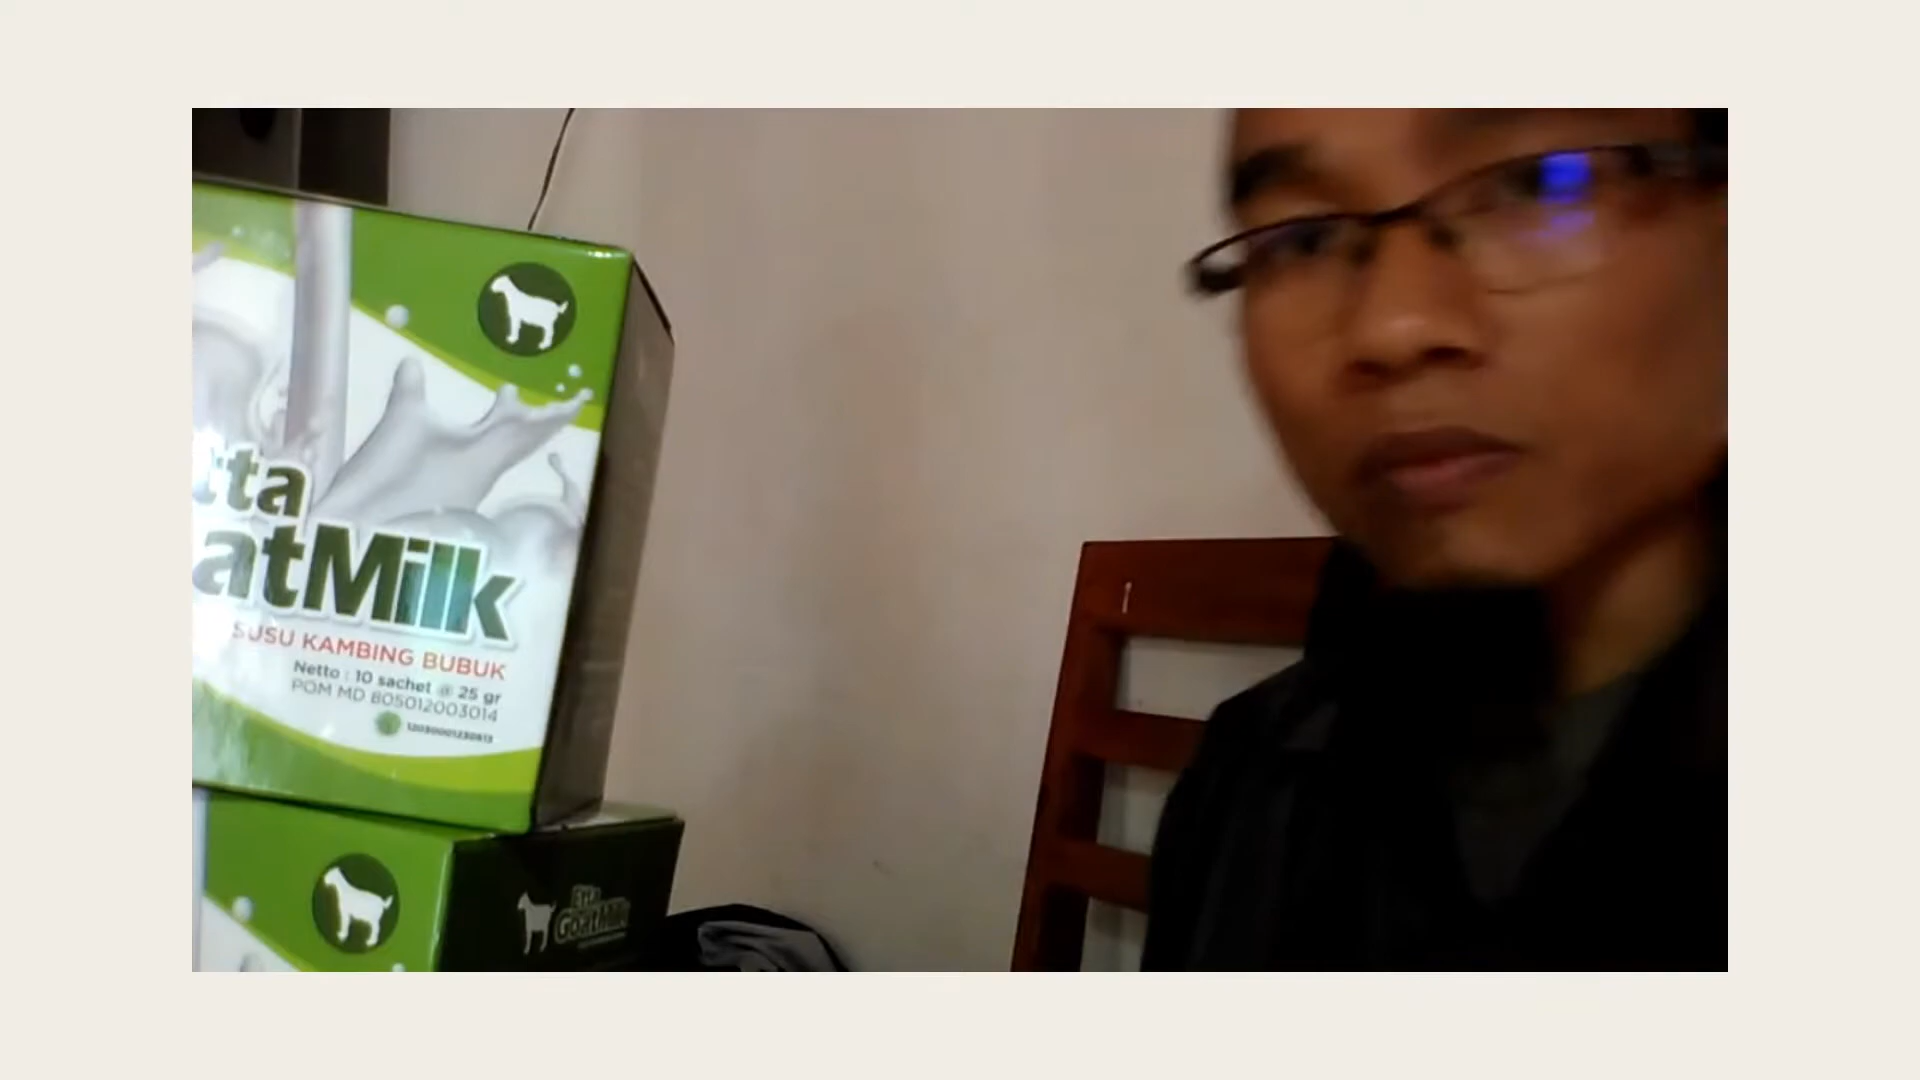 tta
atMilk
SUSU KAMBING BUBUK
Netto : 10 sachet @ 25 gr
POM MD 805012003014
Etta
GoatMilk